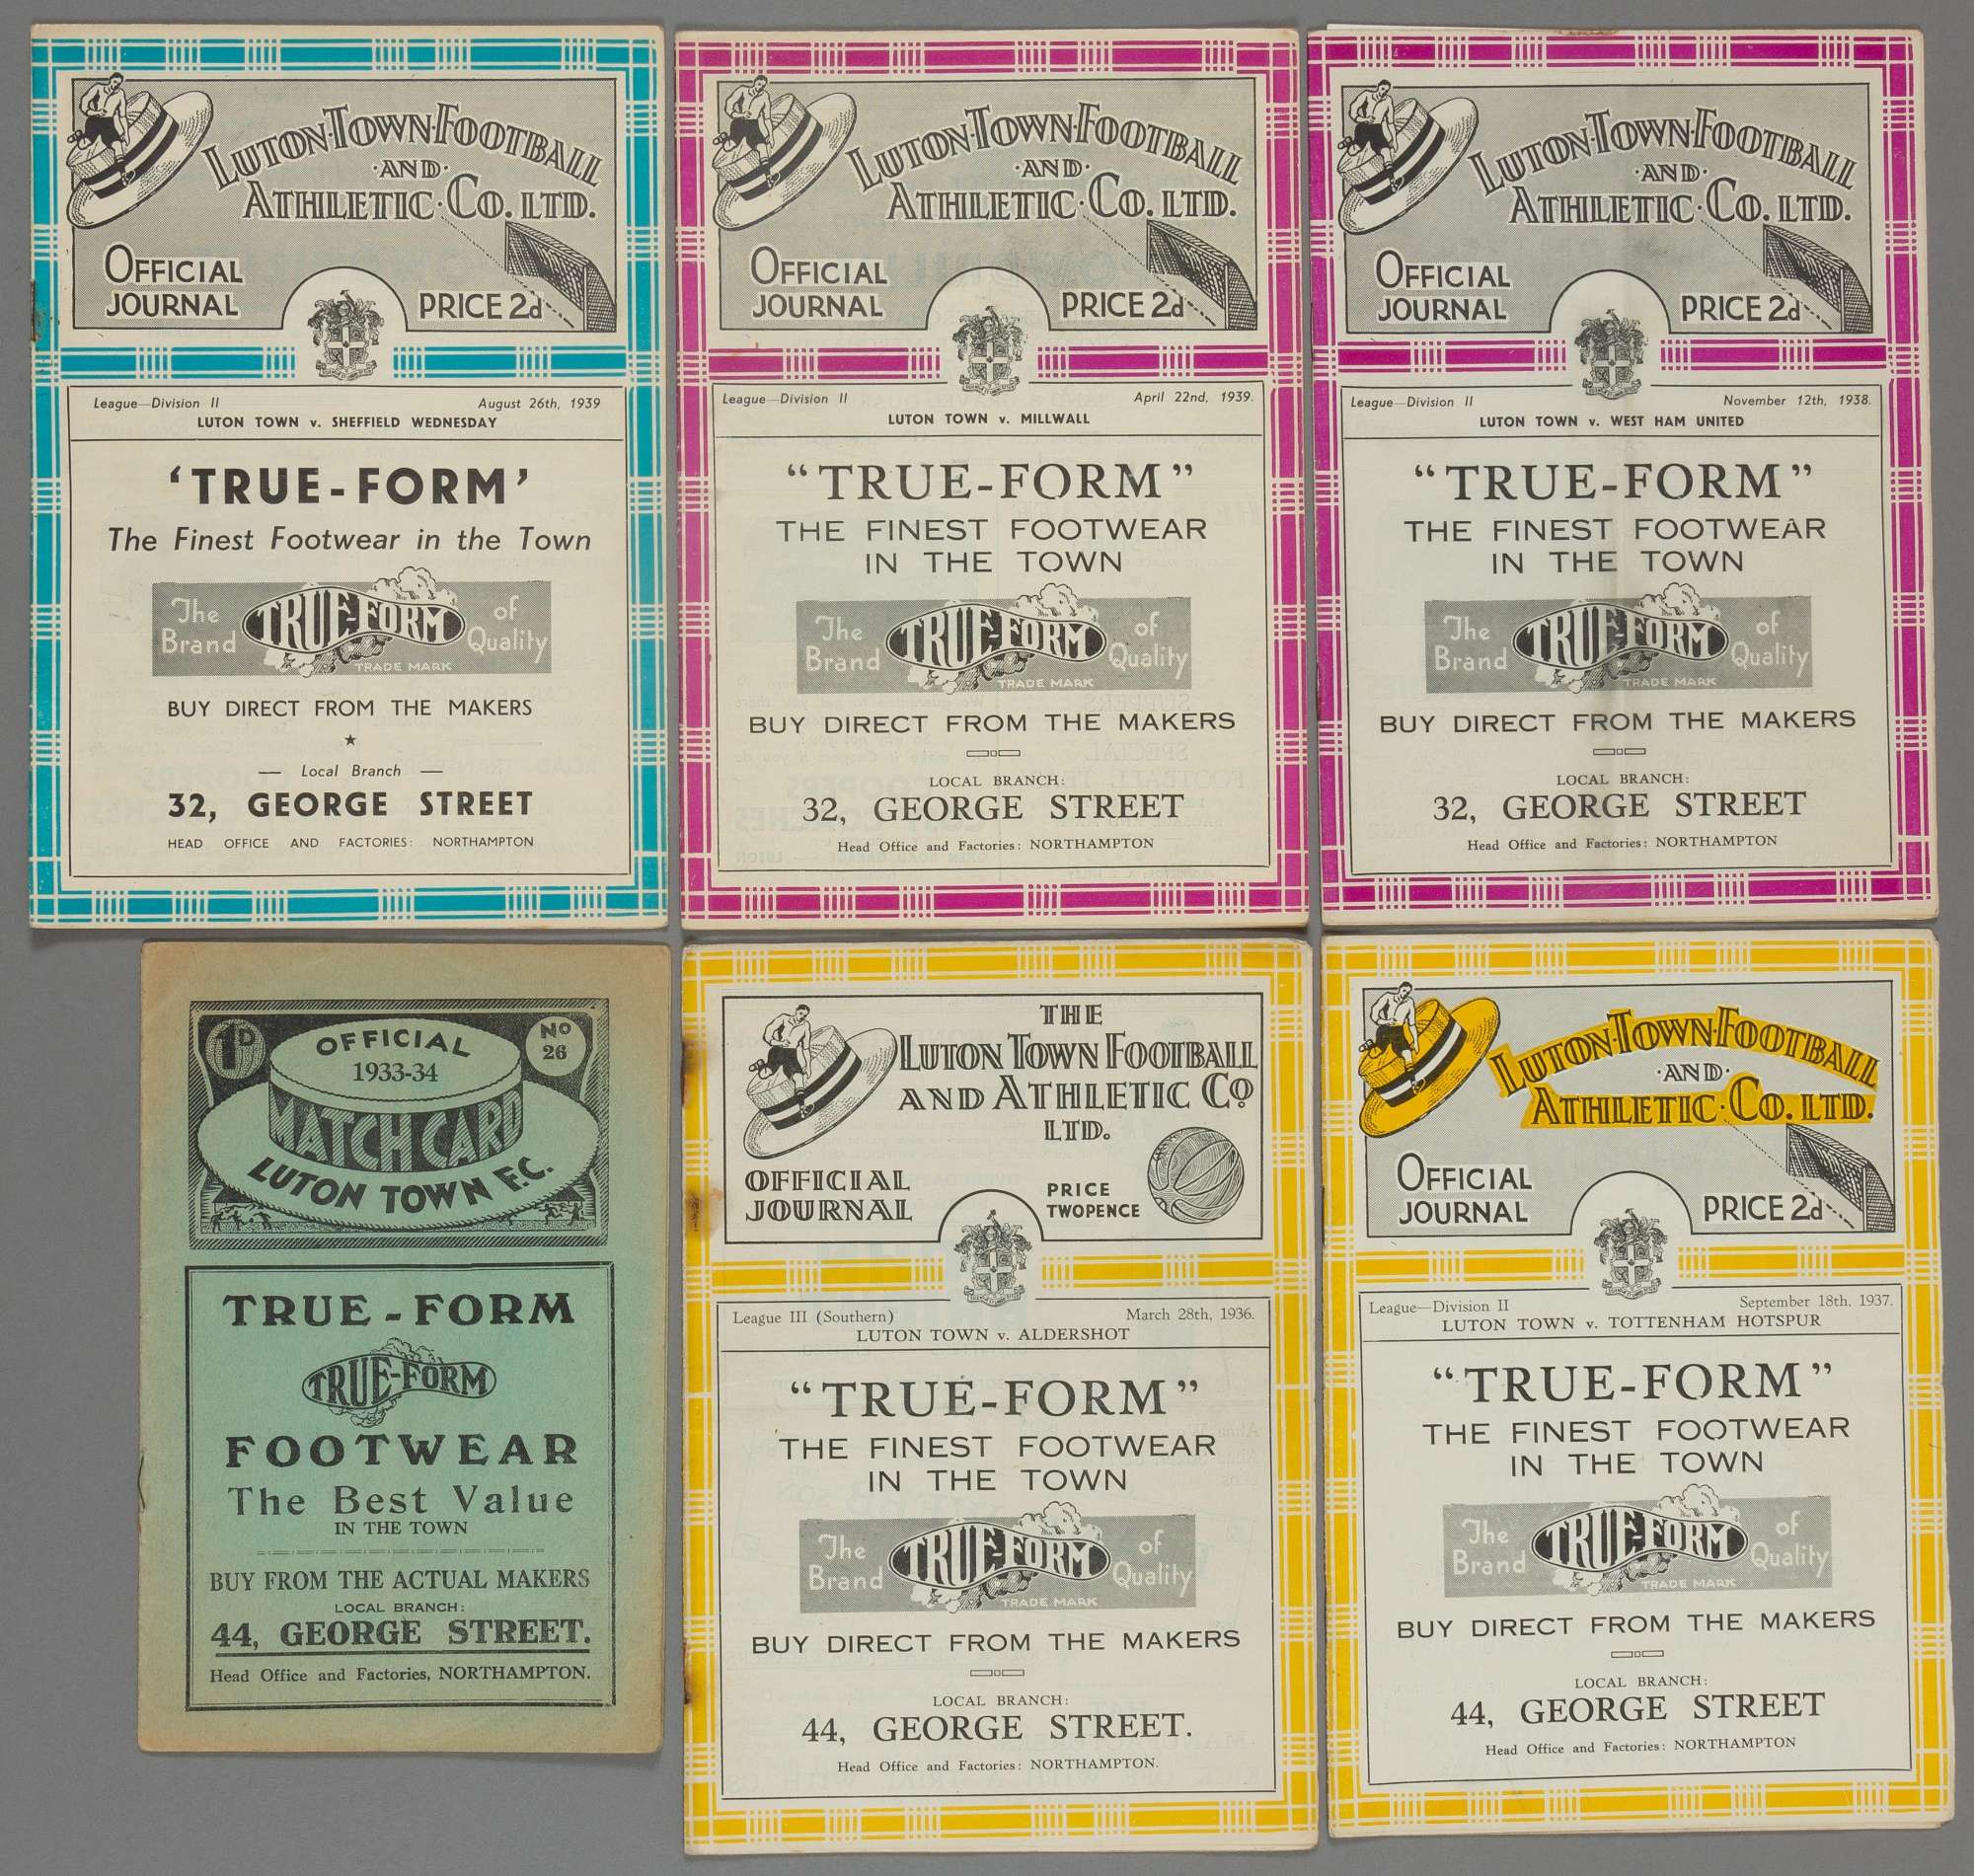 LUTON·TOWN·FOOTBALL
·AND·
ATHLETIC·CO. LTD.
OFFICIAL
JOURNAL
PRICE 2d
League—Division II August 26th, 1939
LUTON TOWN v. SHEFFIELD WEDNESDAY
‘TRUE-FORM’
The Finest Footwear in the Town
The Brand
TRUE-FORM
of Quality
TRADE MARK
BUY DIRECT FROM THE MAKERS
★
— Local Branch —
32, GEORGE STREET
HEAD OFFICE AND FACTORIES: NORTHAMPTON
LUTON·TOWN·FOOTBALL
·AND·
ATHLETIC·CO. LTD.
OFFICIAL
JOURNAL
PRICE 2d
League—Division II April 22nd, 1939.
LUTON TOWN v. MILLWALL
“TRUE-FORM”
THE FINEST FOOTWEAR
IN THE TOWN
The Brand
TRUE-FORM
of Quality
TRADE MARK
BUY DIRECT FROM THE MAKERS
LOCAL BRANCH:
32, GEORGE STREET
Head Office and Factories: NORTHAMPTON
LUTON·TOWN·FOOTBALL
·AND·
ATHLETIC·CO. LTD.
OFFICIAL
JOURNAL
PRICE 2d
League—Division II November 12th, 1938.
LUTON TOWN v. WEST HAM UNITED
“TRUE-FORM”
THE FINEST FOOTWEAR
IN THE TOWN
The Brand
TRUE-FORM
of Quality
TRADE MARK
BUY DIRECT FROM THE MAKERS
LOCAL BRANCH:
32, GEORGE STREET
Head Office and Factories: NORTHAMPTON
1D
OFFICIAL
1933-34
No
26
MATCH CARD
LUTON TOWN F.C.
TRUE-FORM
TRUE-FORM
FOOTWEAR
The Best Value
IN THE TOWN
BUY FROM THE ACTUAL MAKERS
LOCAL BRANCH:
44, GEORGE STREET.
Head Office and Factories, NORTHAMPTON.
THE
LUTON TOWN FOOTBALL
AND ATHLETIC Co
LTD.
OFFICIAL
JOURNAL
PRICE
TWOPENCE
League III (Southern) March 28th, 1936.
LUTON TOWN v. ALDERSHOT
“TRUE-FORM”
THE FINEST FOOTWEAR
IN THE TOWN
The Brand
TRUE-FORM
of Quality
TRADE MARK
BUY DIRECT FROM THE MAKERS
LOCAL BRANCH:
44, GEORGE STREET.
Head Office and Factories: NORTHAMPTON.
LUTON·TOWN·FOOTBALL
·AND·
ATHLETIC·CO. LTD.
OFFICIAL
JOURNAL
PRICE 2d
League—Division II September 18th, 1937.
LUTON TOWN v. TOTTENHAM HOTSPUR
“TRUE-FORM”
THE FINEST FOOTWEAR
IN THE TOWN
The Brand
TRUE-FORM
of Quality
TRADE MARK
BUY DIRECT FROM THE MAKERS
LOCAL BRANCH:
44, GEORGE STREET
Head Office and Factories: NORTHAMPTON